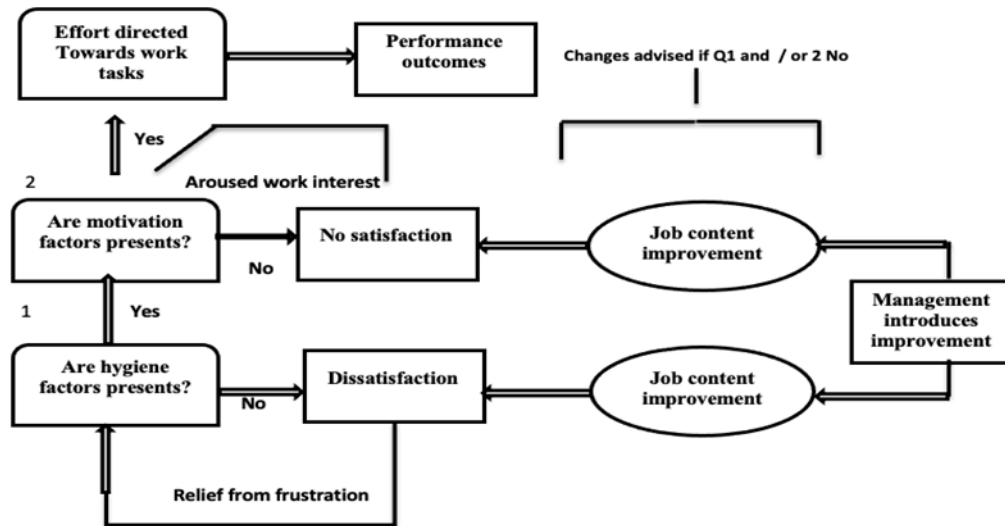 Effort directed
Towards work
tasks
Performance
outcomes
Changes advised if Q1 and / or 2 No
Yes
Aroused work interest
2
Are motivation
factors presents?
No
No satisfaction
Job content
improvement
Management
introduces
improvement
1
Yes
Are hygiene
factors presents?
No
Dissatisfaction
Job content
improvement
Relief from frustration